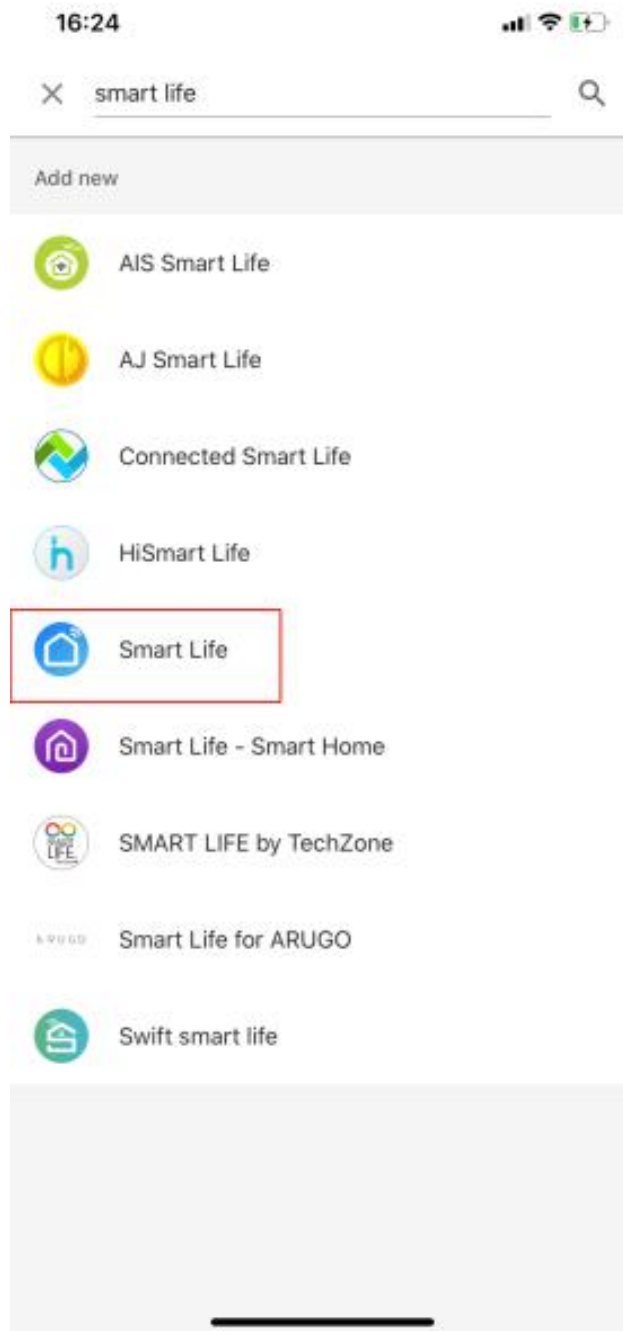 16:24
smart life
Add new
AIS Smart Life
AJ Smart Life
Connected Smart Life
h HiSmart Life
Smart Life
Smart Life - Smart Home
LIFE SMART LIFE by TechZone
Smart Life for ARUGO
Swift smart life